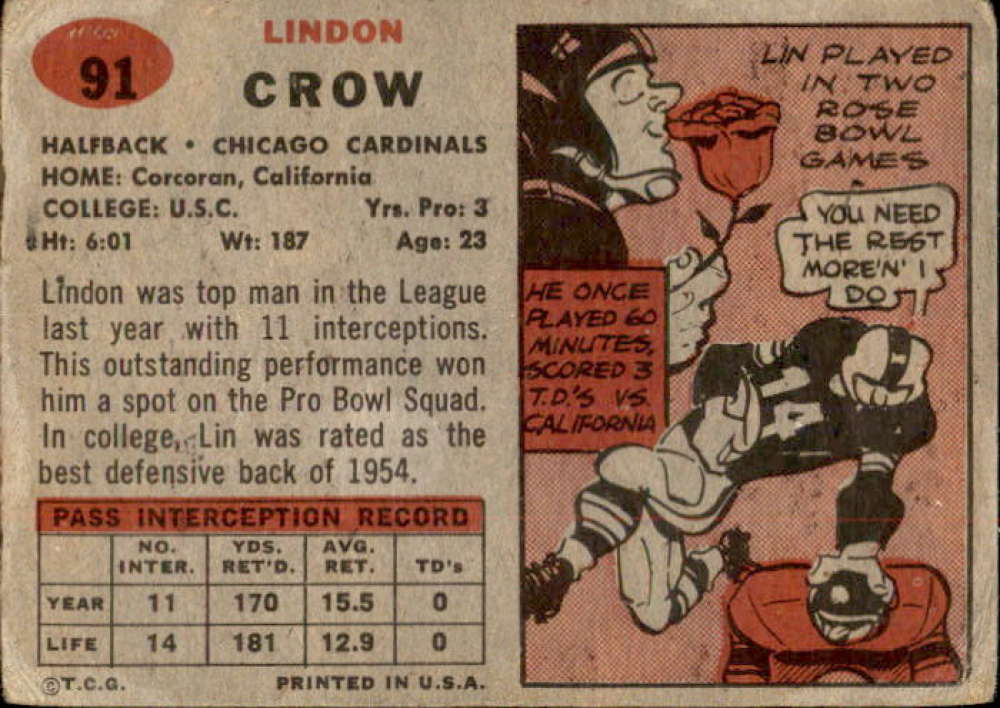 91
LINDON
CROW
HALFBACK • CHICAGO CARDINALS
HOME: Corcoran, California
COLLEGE: U.S.C. Yrs. Pro: 3
Ht: 6:01 Wt: 187 Age: 23
Lindon was top man in the League
last year with 11 interceptions.
This outstanding performance won
him a spot on the Pro Bowl Squad.
In college, Lin was rated as the
best defensive back of 1954.
PASS INTERCEPTION RECORD
NO. INTER. YDS. RET'D. AVG. RET. TD's
YEAR 11 170 15.5 0
LIFE 14 181 12.9 0
©T.C.G. PRINTED IN U.S.A.
LIN PLAYED
IN TWO
ROSE
BOWL
GAMES
YOU NEED
THE REST
MORE'N' I
DO
HE ONCE
PLAYED 60
MINUTES,
SCORED 3
T.D.'S VS.
CALIFORNIA
14